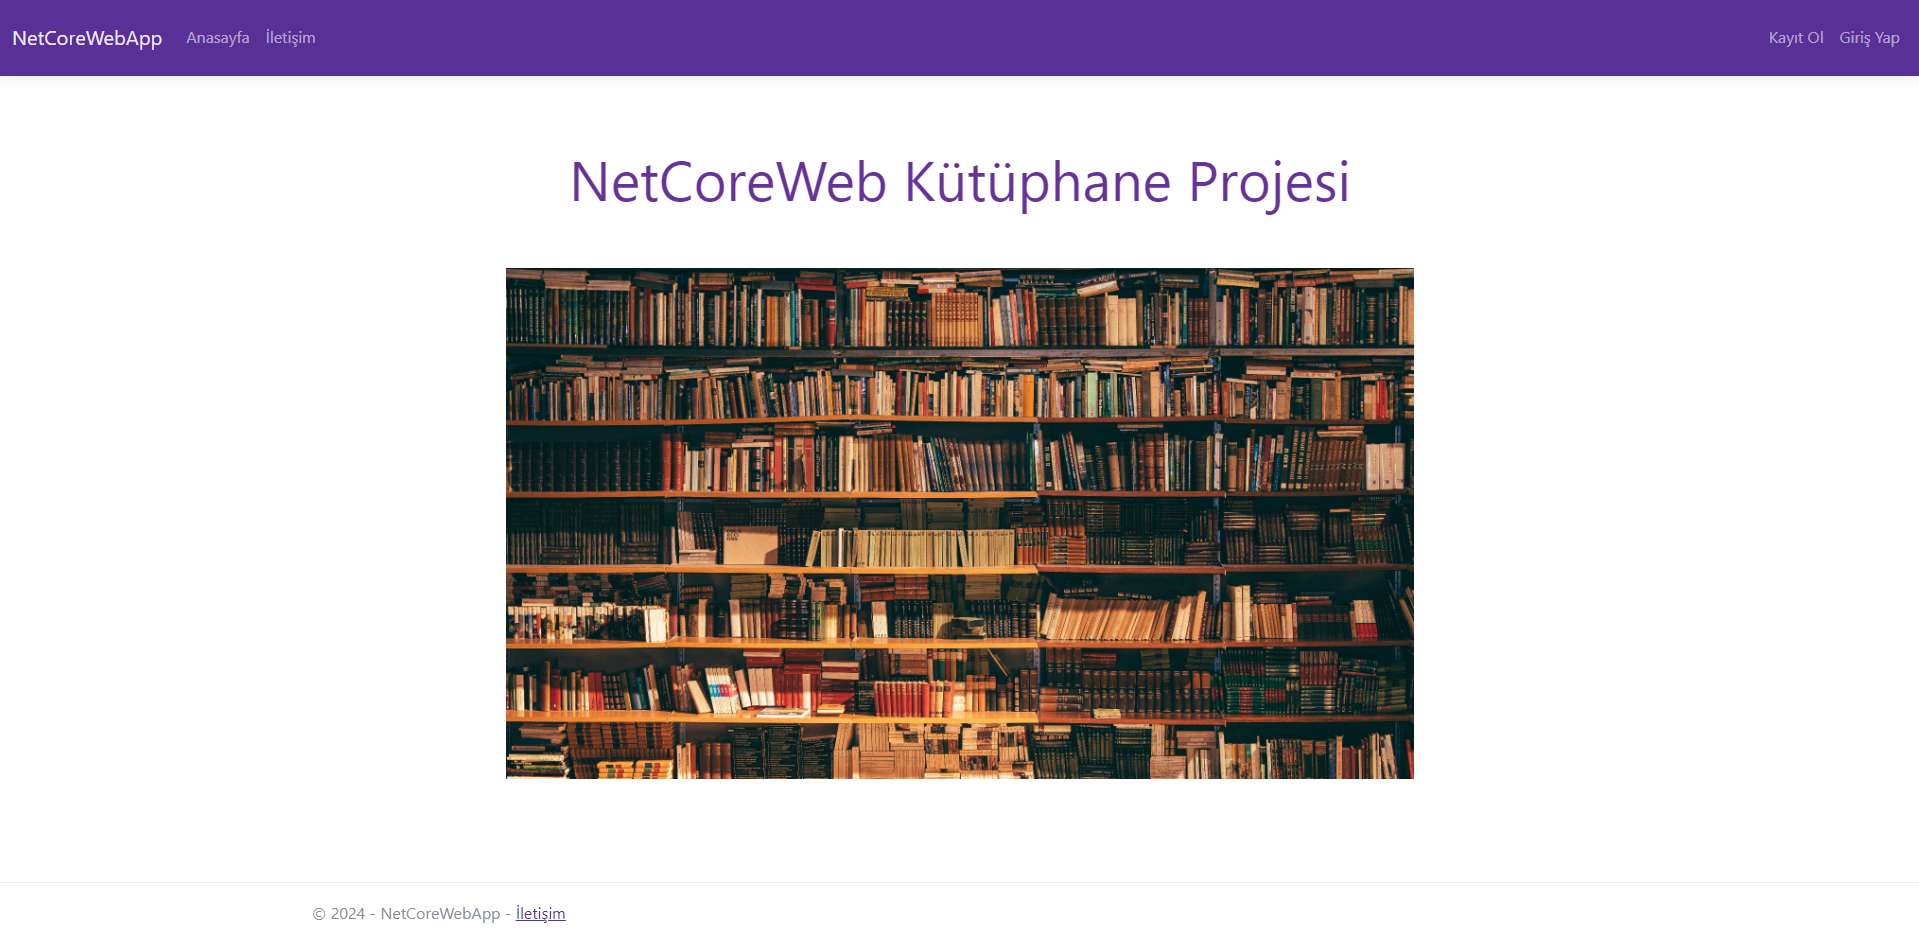 NetCoreWebApp Anasayfa İletişim Kayıt Ol Giriş Yap
NetCoreWeb Kütüphane Projesi
© 2024 - NetCoreWebApp - İletişim